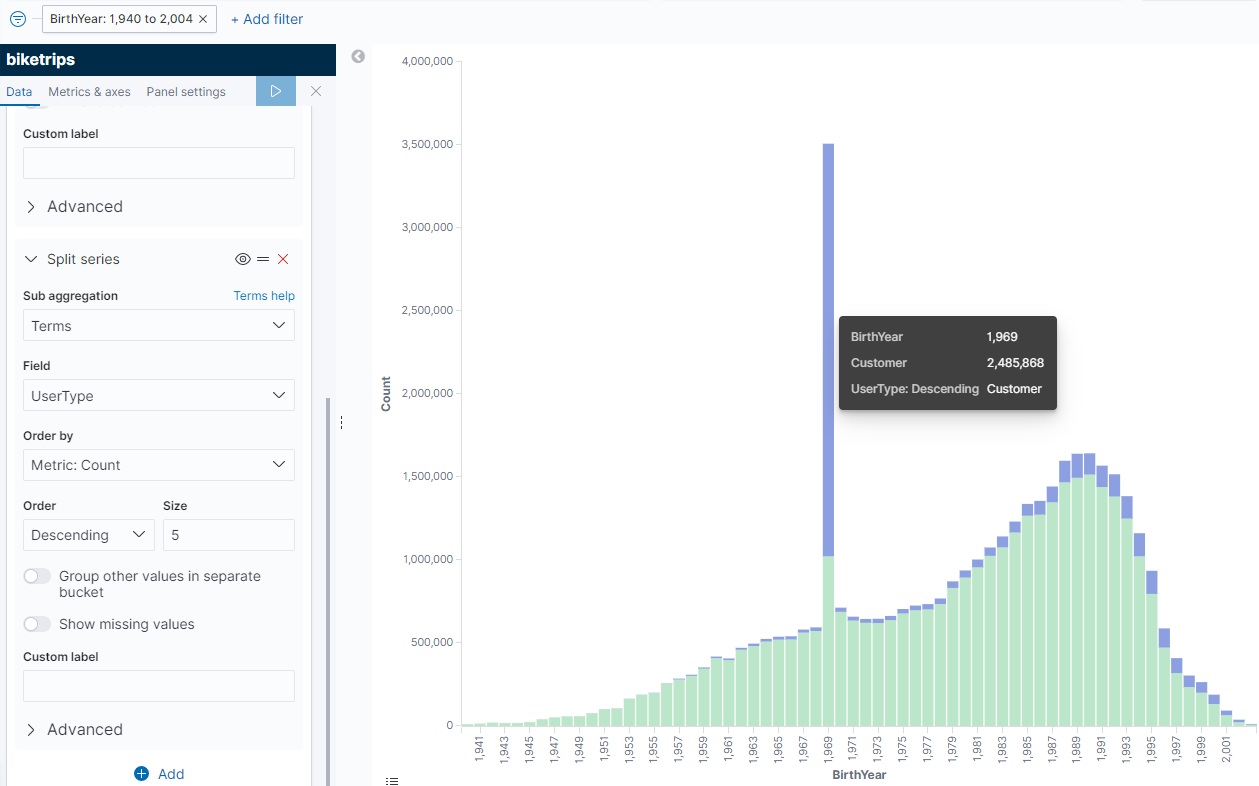 BirthYear: 1,940 to 2,004 ×
+ Add filter
biketrips
Data Metrics & axes Panel settings
Custom label
Advanced
Split series
Sub aggregation Terms help
Terms
Field
UserType
Order by
Metric: Count
Order Size
Descending 5
Group other values in separate
bucket
Show missing values
Custom label
Advanced
Add
4,000,000
3,500,000
3,000,000
2,500,000
2,000,000
1,500,000
1,000,000
500,000
0
Count
BirthYear 1,969
Customer 2,485,868
UserType: Descending Customer
1,941 1,943 1,945 1,947 1,949 1,951 1,953 1,955 1,957 1,959 1,961 1,963 1,965 1,967 1,969 1,971 1,973 1,975 1,977 1,979 1,981 1,983 1,985 1,987 1,989 1,991 1,993 1,995 1,997 1,999 2,001
BirthYear